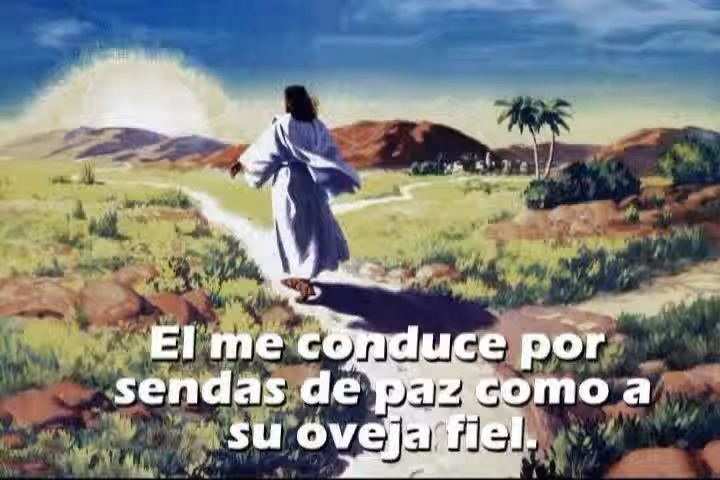 El me conduce por
sendas de paz como a
su oveja fiel.